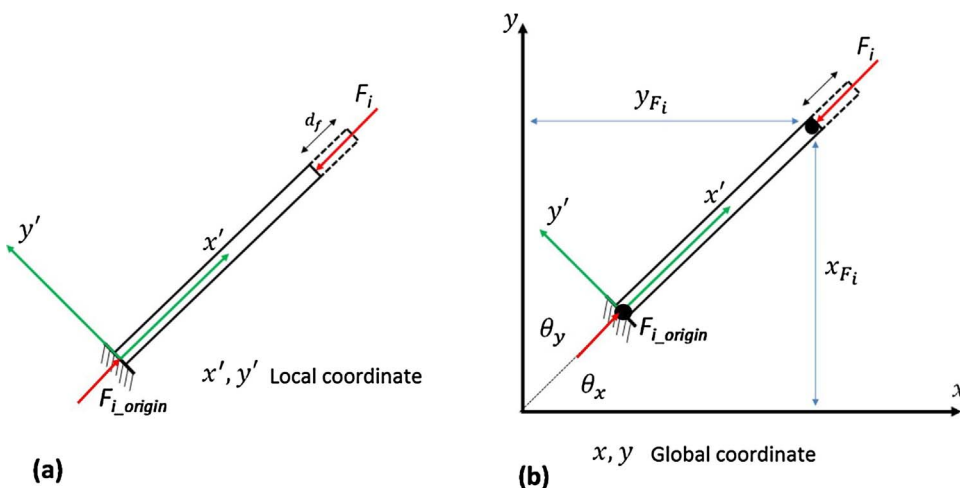 F_i
d_f
x′
y′
F_i_origin
x′, y′ Local coordinate
(a)
y
F_i
y_{F_i}
x′
y′
x_{F_i}
θ_y
F_i_origin
θ_x
x
x, y Global coordinate
(b)